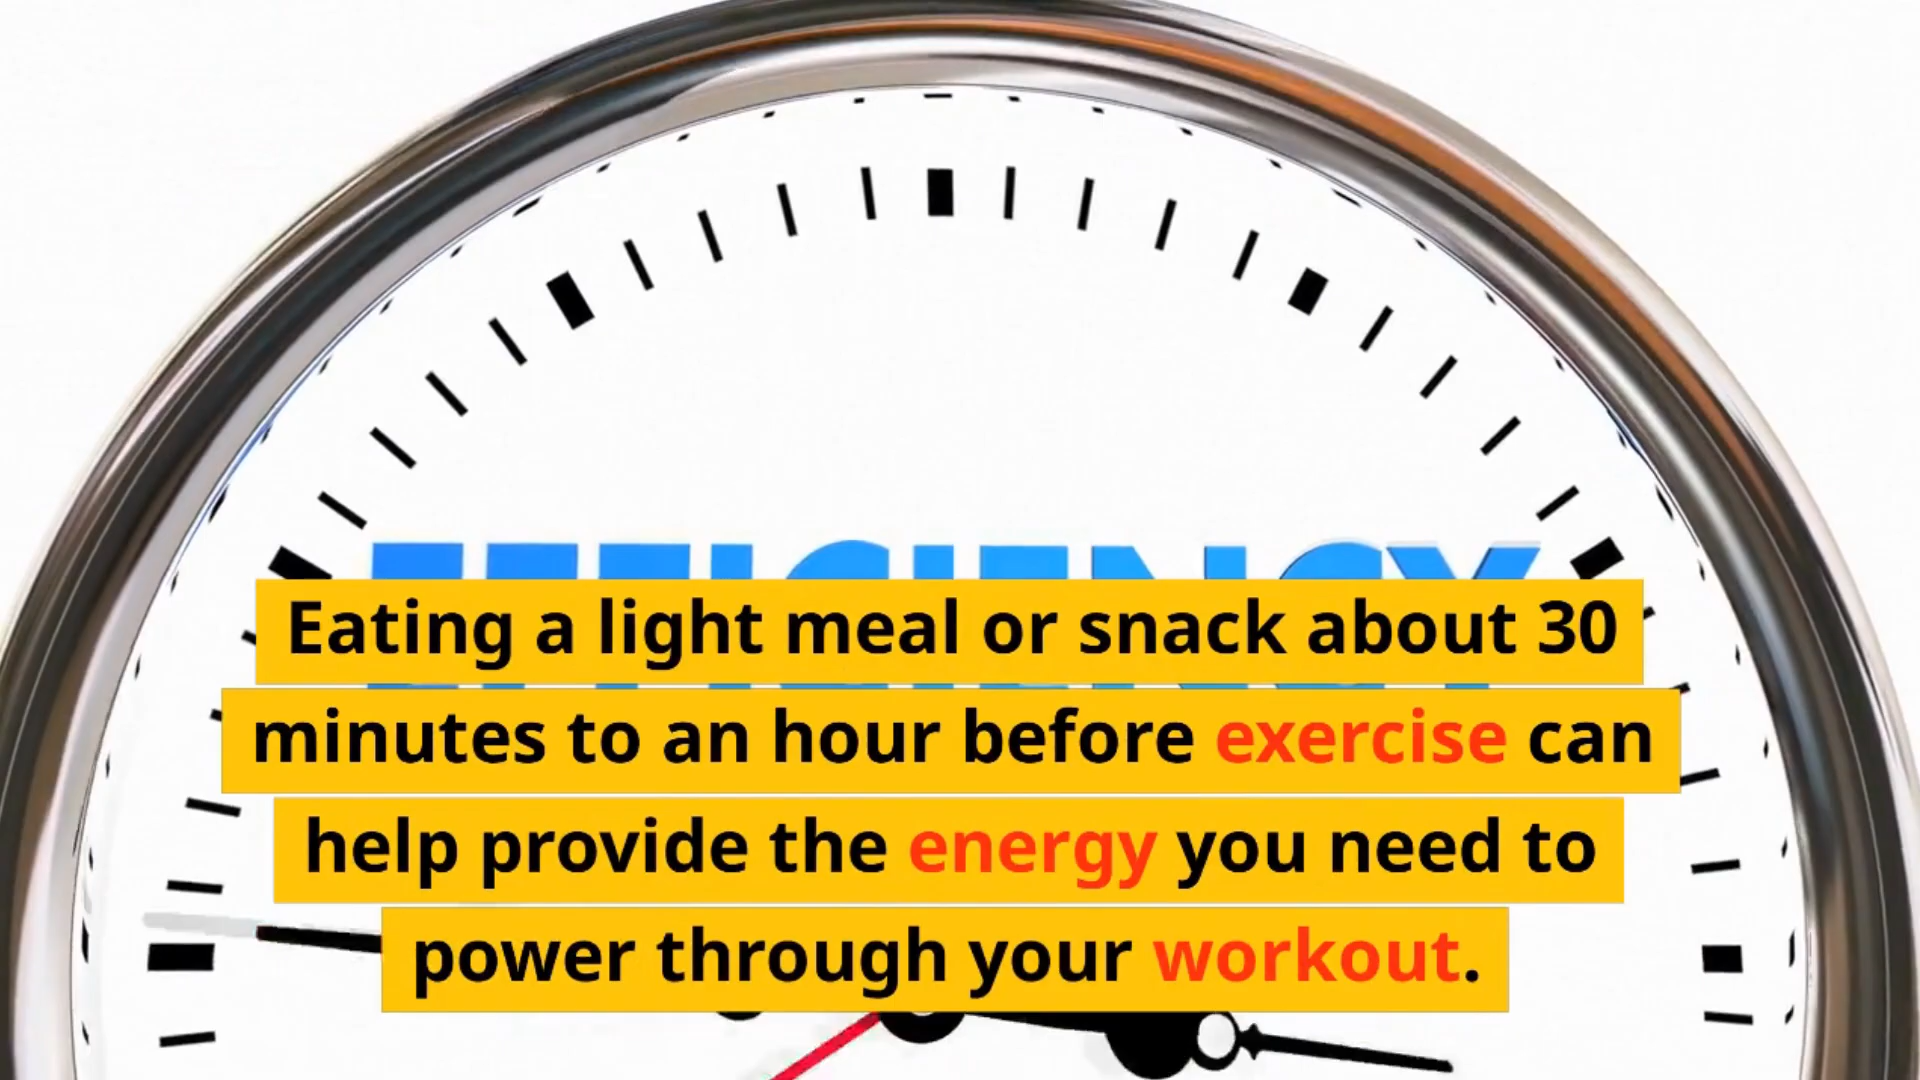 EFFICIENCY
Eating a light meal or snack about 30
minutes to an hour before exercise can
help provide the energy you need to
power through your workout.